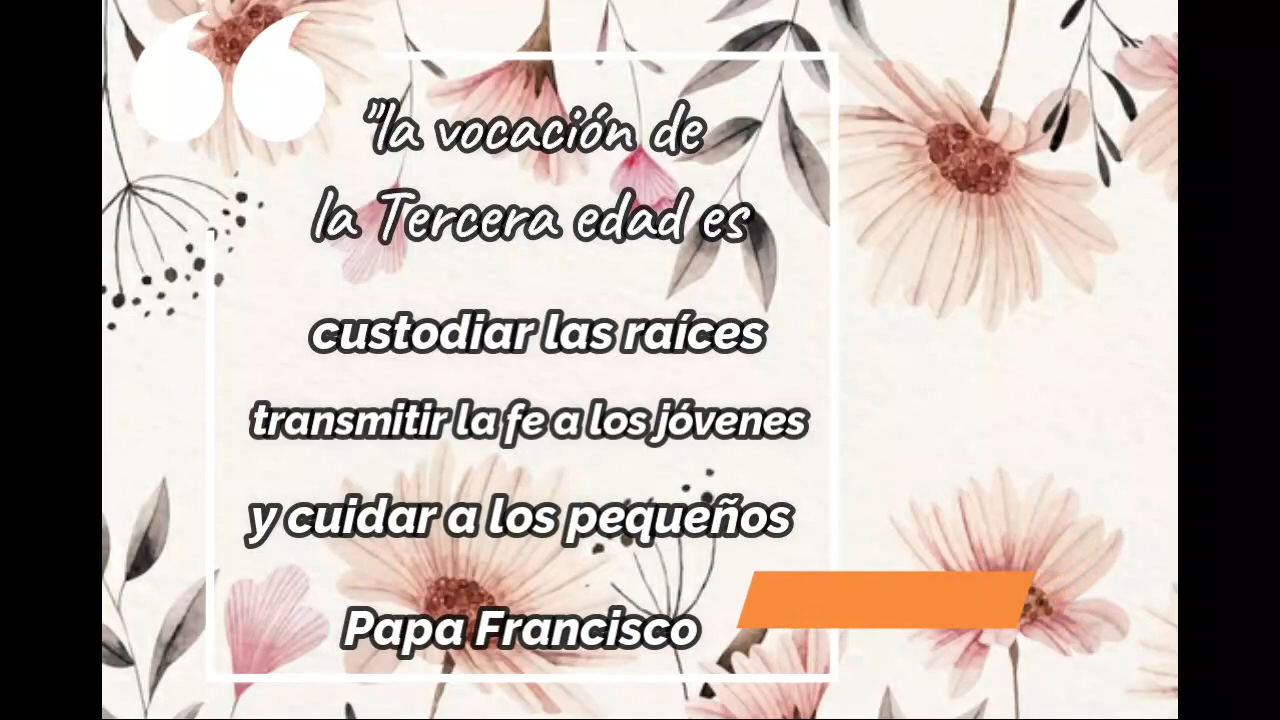 "la vocación de
la Tercera edad es
custodiar las raíces
transmitir la fe a los jóvenes
y cuidar a los pequeños
Papa Francisco